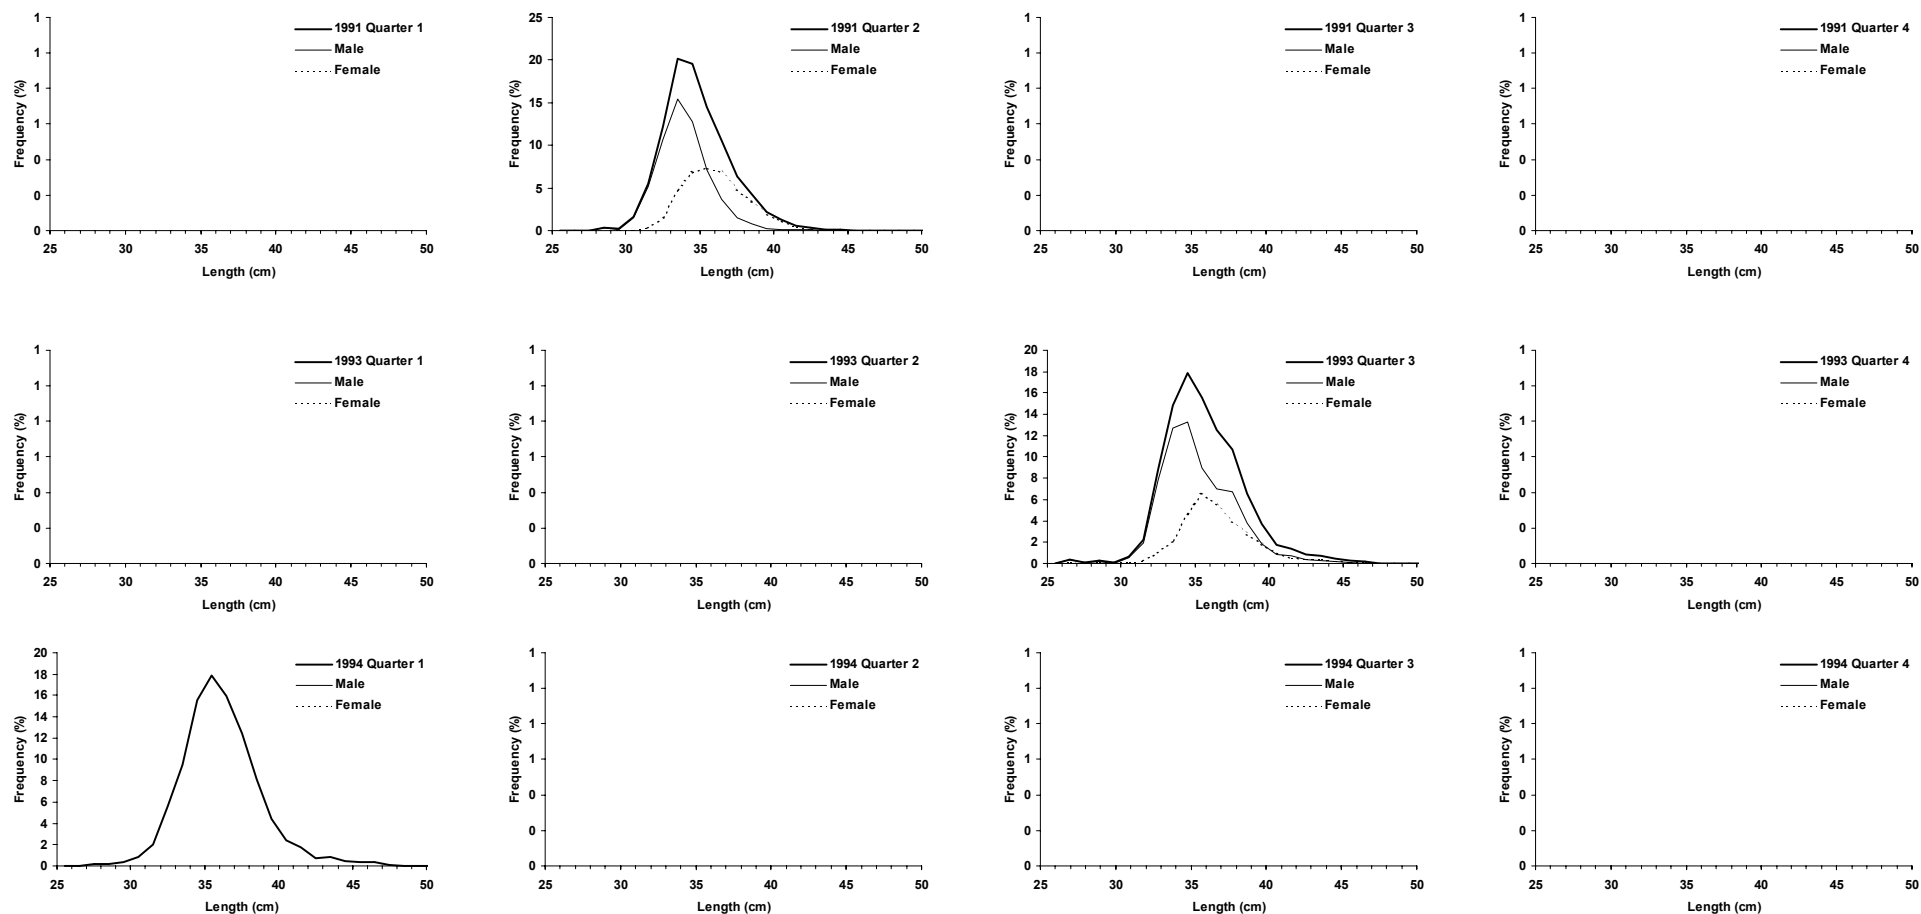 1
1
1
1
0
0
0
Frequency (%)
25 30 35 40 45 50
Length (cm)
1991 Quarter 1
Male
Female
25
20
15
10
5
0
Frequency (%)
25 30 35 40 45 50
Length (cm)
1991 Quarter 2
Male
Female
1
1
1
1
0
0
0
Frequency (%)
25 30 35 40 45 50
Length (cm)
1991 Quarter 3
Male
Female
1
1
1
1
0
0
0
Frequency (%)
25 30 35 40 45 50
Length (cm)
1991 Quarter 4
Male
Female
1
1
1
1
0
0
0
Frequency (%)
25 30 35 40 45 50
Length (cm)
1993 Quarter 1
Male
Female
1
1
1
1
0
0
0
Frequency (%)
25 30 35 40 45 50
Length (cm)
1993 Quarter 2
Male
Female
20
18
16
14
12
10
8
6
4
2
0
Frequency (%)
25 30 35 40 45 50
Length (cm)
1993 Quarter 3
Male
Female
1
1
1
1
0
0
0
Frequency (%)
25 30 35 40 45 50
Length (cm)
1993 Quarter 4
Male
Female
20
18
16
14
12
10
8
6
4
2
0
Frequency (%)
25 30 35 40 45 50
Length (cm)
1994 Quarter 1
Male
Female
1
1
1
1
0
0
0
Frequency (%)
25 30 35 40 45 50
Length (cm)
1994 Quarter 2
Male
Female
1
1
1
1
0
0
0
Frequency (%)
25 30 35 40 45 50
Length (cm)
1994 Quarter 3
Male
Female
1
1
1
1
0
0
0
Frequency (%)
25 30 35 40 45 50
Length (cm)
1994 Quarter 4
Male
Female